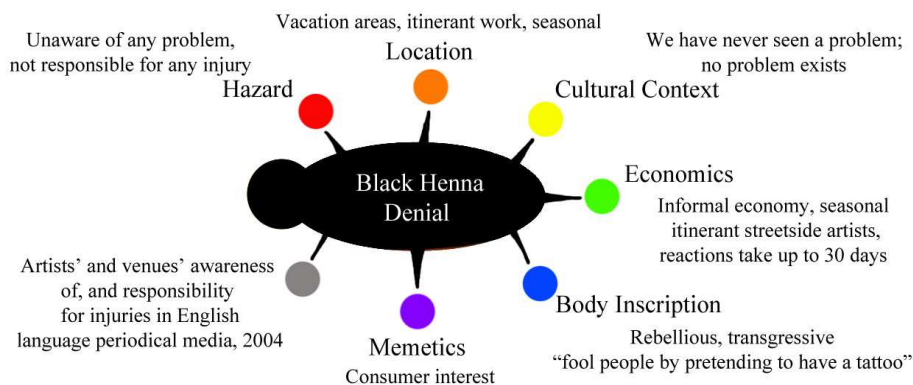 Vacation areas, itinerant work, seasonal
Location
Unaware of any problem,
not responsible for any injury
Hazard
We have never seen a problem;
no problem exists
Cultural Context
Black Henna
Denial
Economics
Informal economy, seasonal
itinerant streetside artists,
reactions take up to 30 days
Artists’ and venues’ awareness
of, and responsibility
for injuries in English
language periodical media, 2004
Memetics
Consumer interest
Body Inscription
Rebellious, transgressive
“fool people by pretending to have a tattoo”